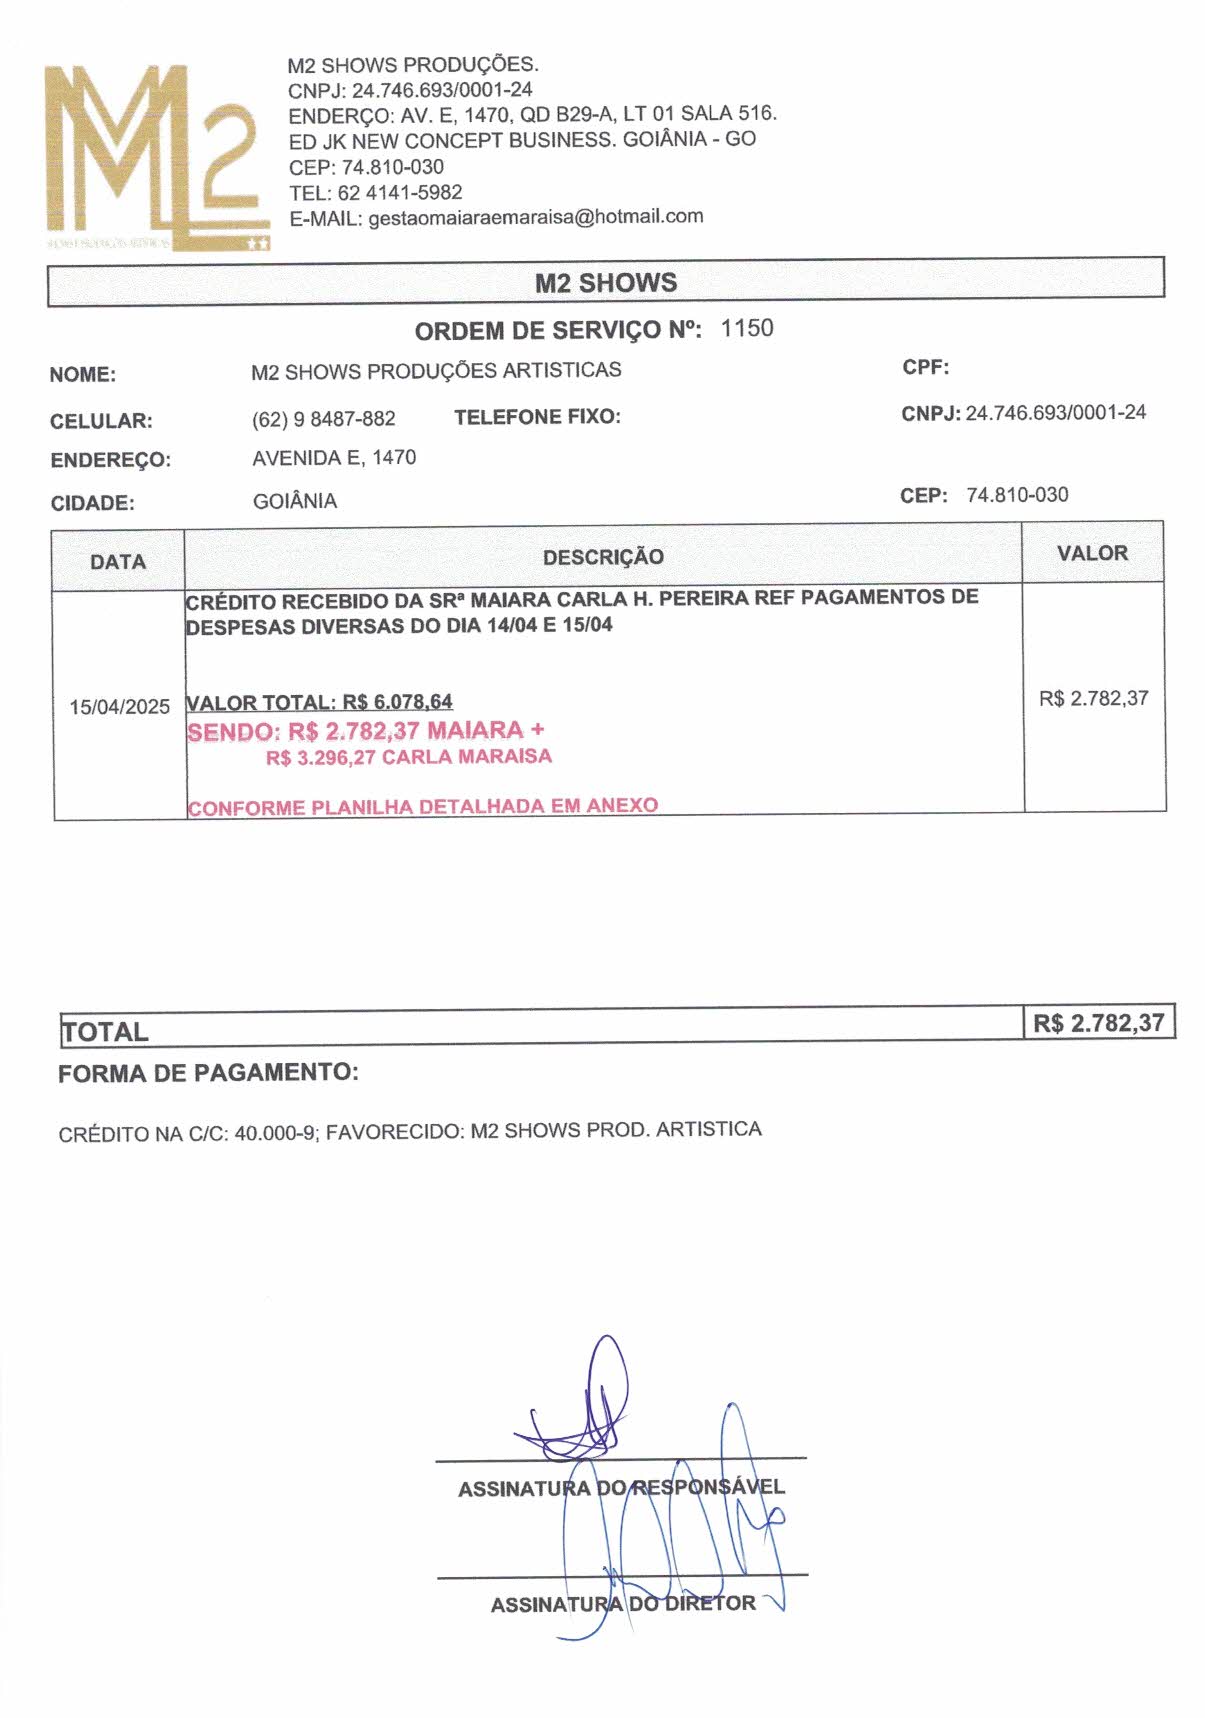 M2 SHOWS PRODUÇÕES.
CNPJ: 24.746.693/0001-24
ENDERÇO: AV. E, 1470, QD B29-A, LT 01 SALA 516.
ED JK NEW CONCEPT BUSINESS. GOIÂNIA - GO
CEP: 74.810-030
TEL: 62 4141-5982
E-MAIL: gestaomaiaraemaraisa@hotmail.com
M2
M2 SHOWS
ORDEM DE SERVIÇO Nº: 1150
NOME: M2 SHOWS PRODUÇÕES ARTISTICAS CPF:
CELULAR: (62) 9 8487-882 TELEFONE FIXO: CNPJ: 24.746.693/0001-24
ENDEREÇO: AVENIDA E, 1470
CIDADE: GOIÂNIA CEP: 74.810-030
DATA DESCRIÇÃO VALOR
CRÉDITO RECEBIDO DA SRª MAIARA CARLA H. PEREIRA REF PAGAMENTOS DE
DESPESAS DIVERSAS DO DIA 14/04 E 15/04
15/04/2025 VALOR TOTAL: R$ 6.078,64 R$ 2.782,37
SENDO: R$ 2.782,37 MAIARA +
R$ 3.296,27 CARLA MARAISA
CONFORME PLANILHA DETALHADA EM ANEXO
TOTAL R$ 2.782,37
FORMA DE PAGAMENTO:
CRÉDITO NA C/C: 40.000-9; FAVORECIDO: M2 SHOWS PROD. ARTISTICA
ASSINATURA DO RESPONSÁVEL
ASSINATURA DO DIRETOR